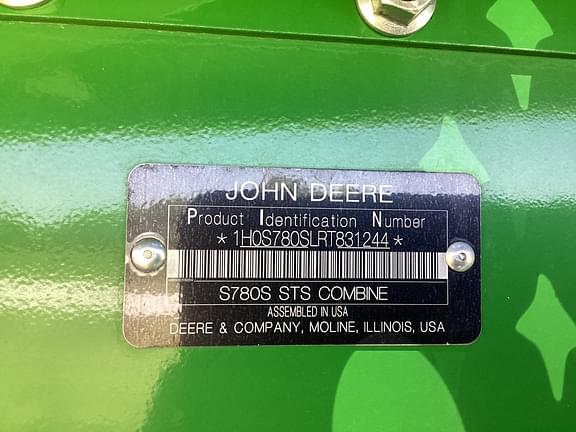 JOHN DEERE
Product Identification Number
*1H0S780SLRT831244*
S780S STS COMBINE
ASSEMBLED IN USA
DEERE & COMPANY, MOLINE, ILLINOIS, USA